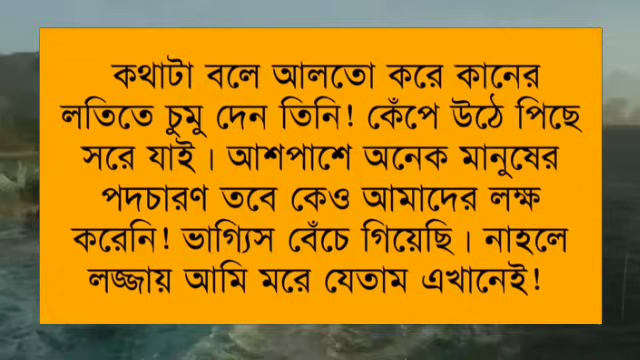 কথাটা বলে আলতো করে কানের
লতিতে চুমু দেন তিনি! কেঁপে উঠে পিছে
সরে যাই। আশপাশে অনেক মানুষের
পদচারণ তবে কেও আমাদের লক্ষ
করেনি! ভাগ্যিস বেঁচে গিয়েছি। নাহলে
লজ্জায় আমি মরে যেতাম এখানেই!